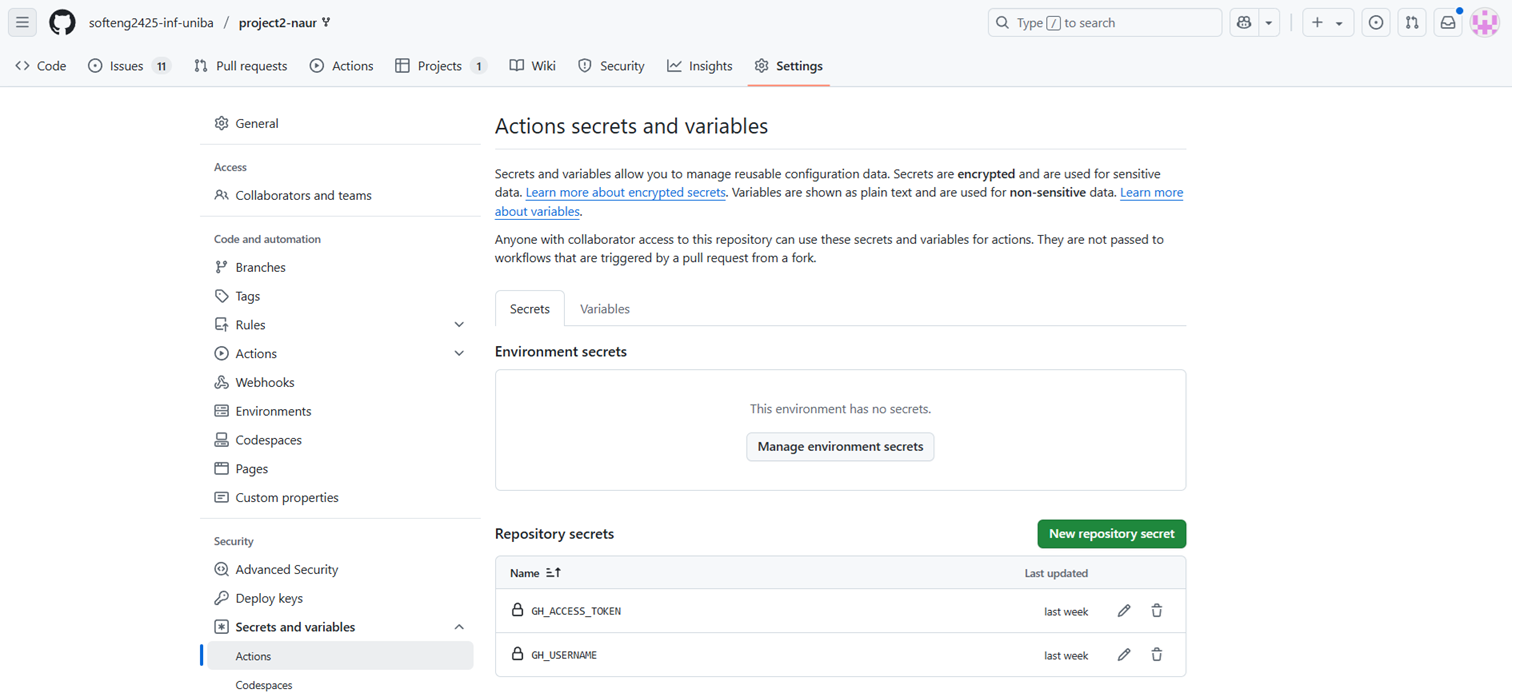 softeng2425-inf-uniba / project2-naur
Type / to search
Code
Issues 11
Pull requests
Actions
Projects 1
Wiki
Security
Insights
Settings
General
Access
Collaborators and teams
Code and automation
Branches
Tags
Rules
Actions
Webhooks
Environments
Codespaces
Pages
Custom properties
Security
Advanced Security
Deploy keys
Secrets and variables
Actions
Codespaces
Actions secrets and variables
Secrets and variables allow you to manage reusable configuration data. Secrets are encrypted and are used for sensitive
data. Learn more about encrypted secrets. Variables are shown as plain text and are used for non-sensitive data. Learn more
about variables.
Anyone with collaborator access to this repository can use these secrets and variables for actions. They are not passed to
workflows that are triggered by a pull request from a fork.
Secrets
Variables
Environment secrets
This environment has no secrets.
Manage environment secrets
Repository secrets
New repository secret
Name
Last updated
GH_ACCESS_TOKEN
last week
GH_USERNAME
last week